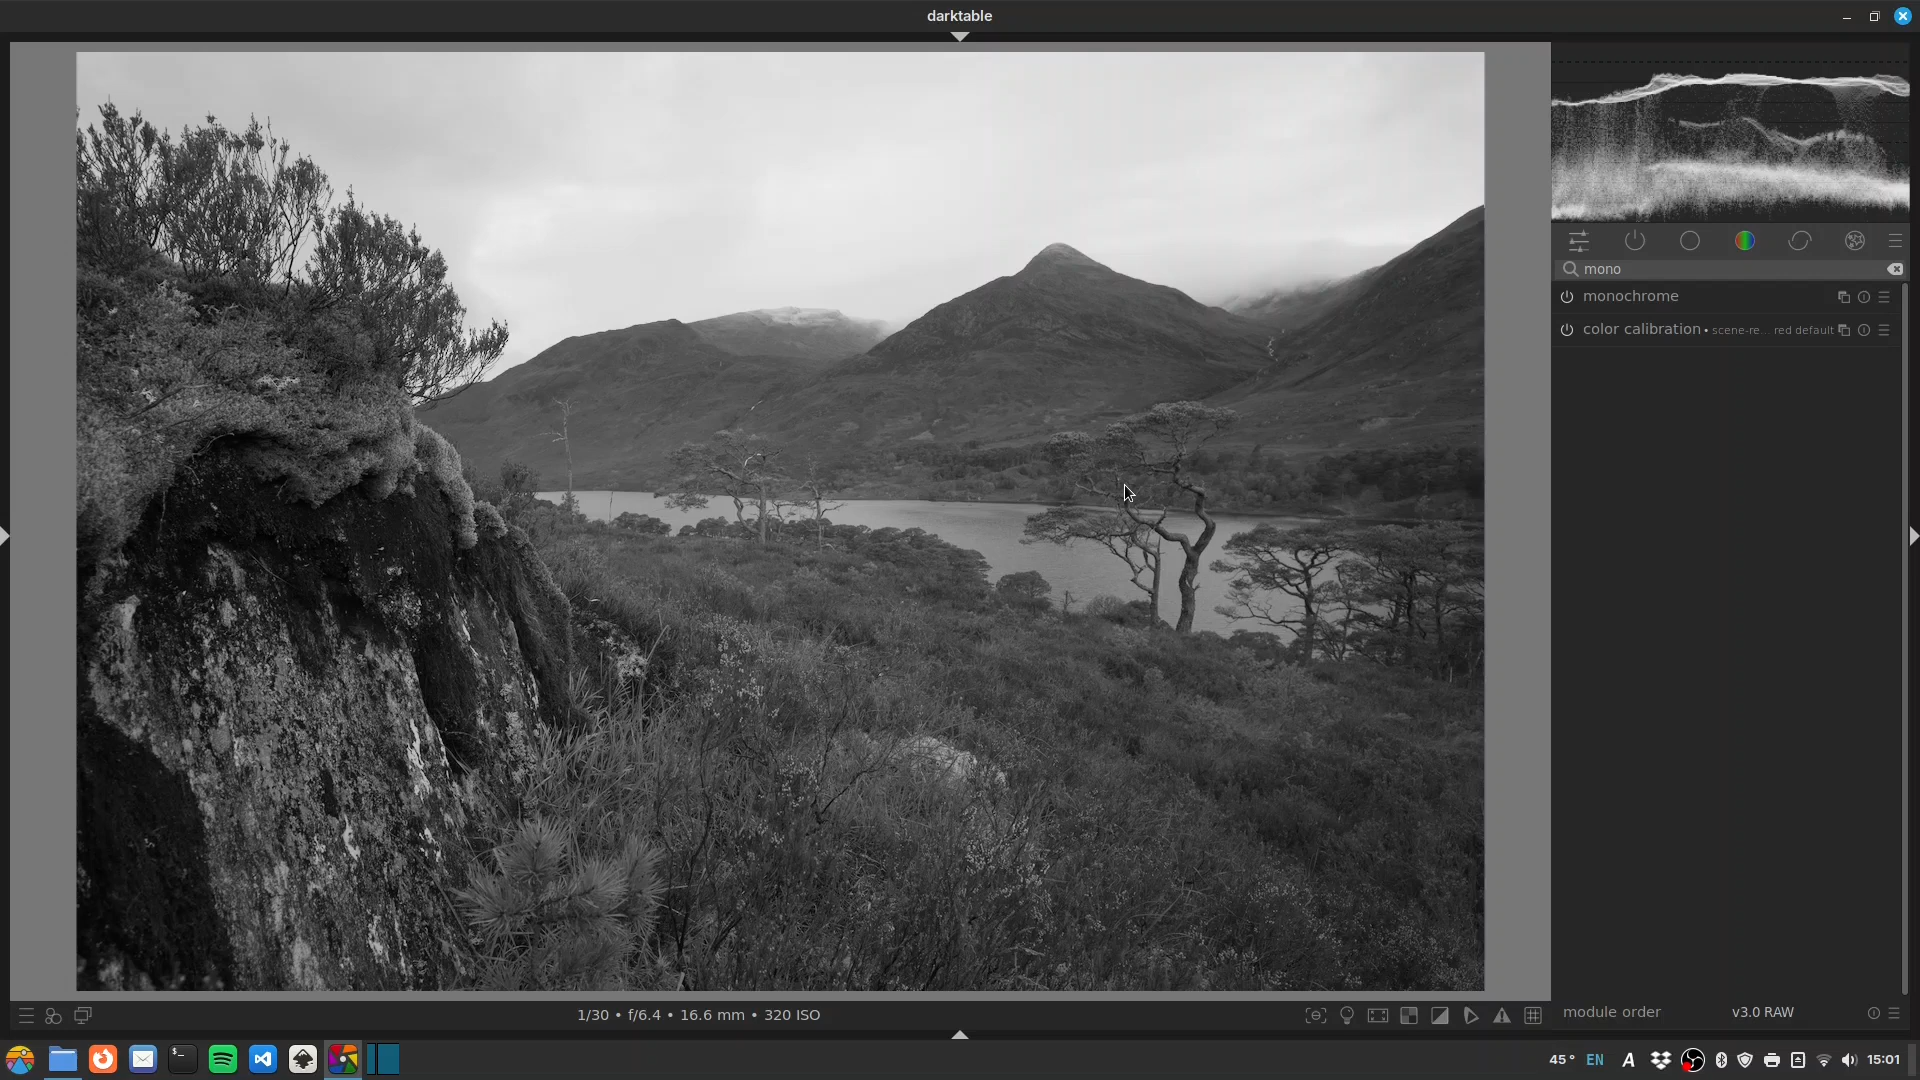 darktable
mono
monochrome
color calibration • scene-re... red default
1/30 • f/6.4 • 16.6 mm • 320 ISO
module order v3.0 RAW
45° EN A 15:01